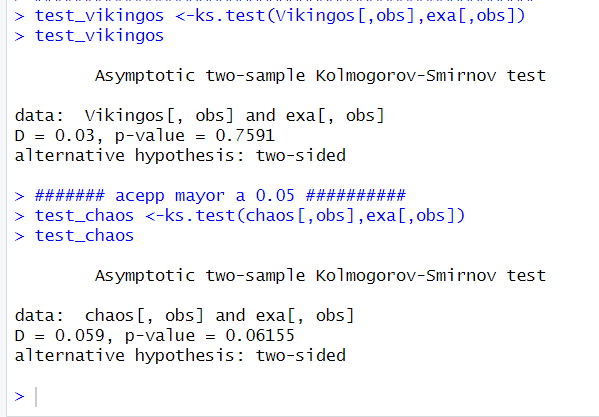 > test_vikingos <-ks.test(Vikingos[,obs],exa[,obs])
> test_vikingos
Asymptotic two-sample Kolmogorov-Smirnov test
data:  Vikingos[, obs] and exa[, obs]
D = 0.03, p-value = 0.7591
alternative hypothesis: two-sided
> ####### acepp mayor a 0.05 ##########
> test_chaos <-ks.test(chaos[,obs],exa[,obs])
> test_chaos
Asymptotic two-sample Kolmogorov-Smirnov test
data:  chaos[, obs] and exa[, obs]
D = 0.059, p-value = 0.06155
alternative hypothesis: two-sided
>